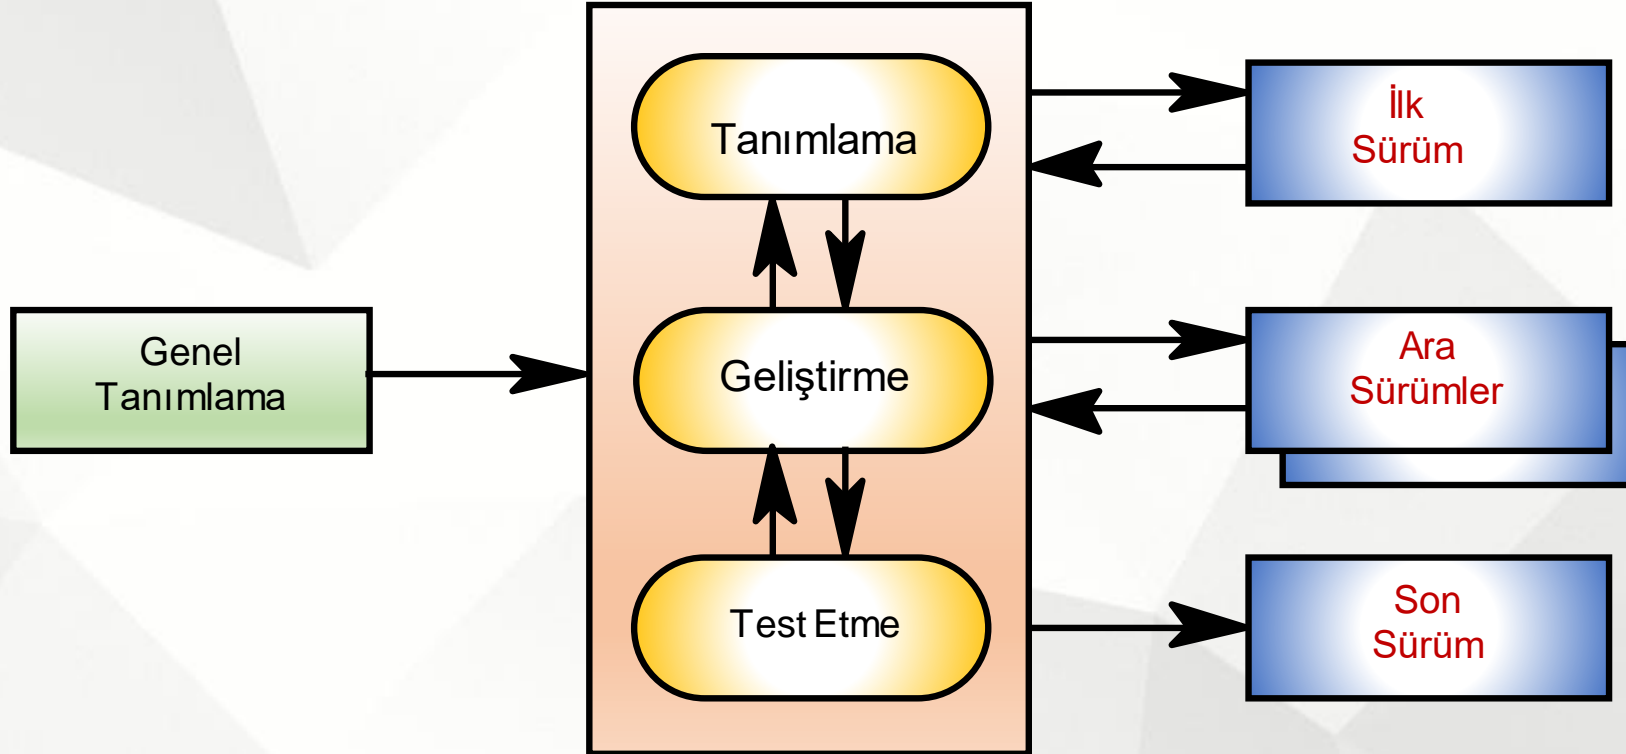 Genel
Tanımlama
Tanımlama
Geliştirme
Test Etme
İlk
Sürüm
Ara
Sürümler
Son
Sürüm